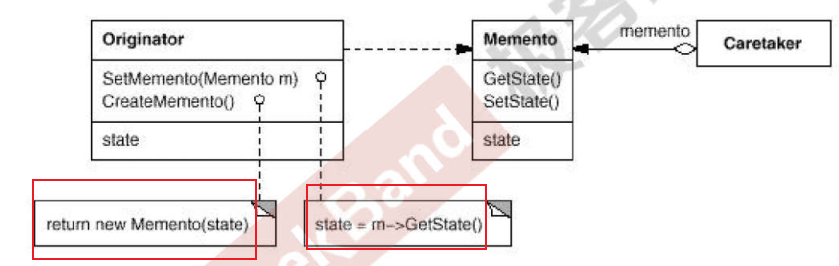 Originator
SetMemento(Memento m)
CreateMemento()
state
Memento
GetState()
SetState()
state
memento
Caretaker
return new Memento(state)
state = m->GetState()